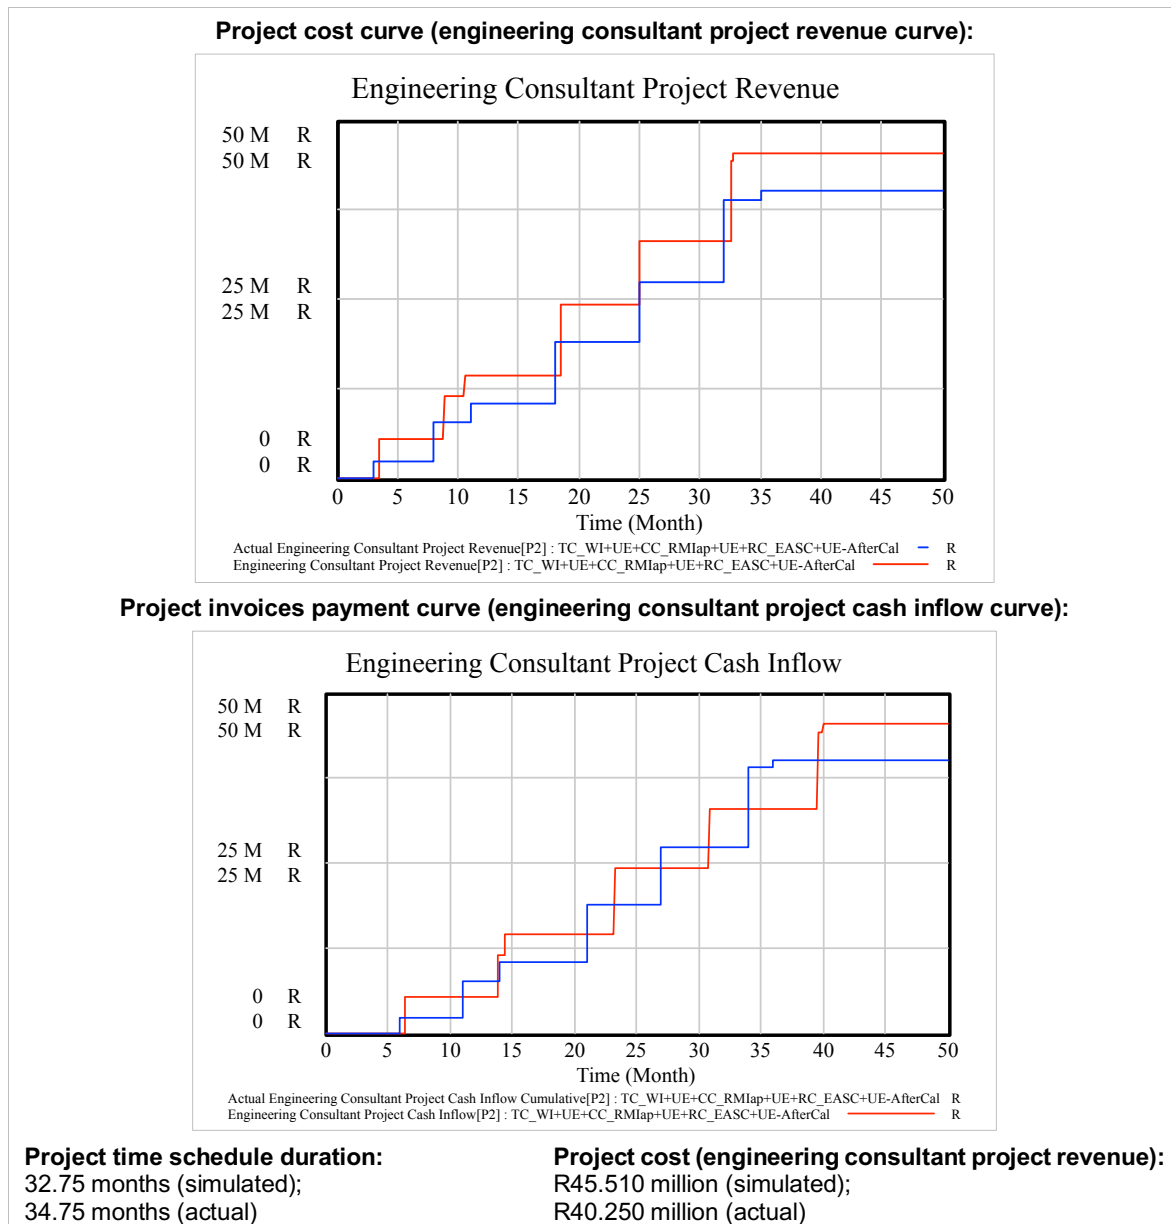 Project cost curve (engineering consultant project revenue curve):
Engineering Consultant Project Revenue
50 M R
50 M R
25 M R
25 M R
0 R
0 R
0 5 10 15 20 25 30 35 40 45 50
Time (Month)
Actual Engineering Consultant Project Revenue[P2] : TC_WI+UE+CC_RMIap+UE+RC_EASC+UE-AfterCal R
Engineering Consultant Project Revenue[P2] : TC_WI+UE+CC_RMIap+UE+RC_EASC+UE-AfterCal R
Project invoices payment curve (engineering consultant project cash inflow curve):
Engineering Consultant Project Cash Inflow
50 M R
50 M R
25 M R
25 M R
0 R
0 R
0 5 10 15 20 25 30 35 40 45 50
Time (Month)
Actual Engineering Consultant Project Cash Inflow Cumulative[P2] : TC_WI+UE+CC_RMIap+UE+RC_EASC+UE-AfterCal R
Engineering Consultant Project Cash Inflow[P2] : TC_WI+UE+CC_RMIap+UE+RC_EASC+UE-AfterCal R
Project time schedule duration:
32.75 months (simulated);
34.75 months (actual)
Project cost (engineering consultant project revenue):
R45.510 million (simulated);
R40.250 million (actual)